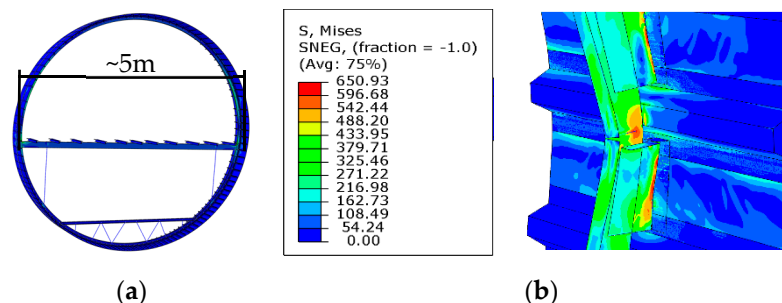 ~5m
S, Mises
SNEG, (fraction = -1.0)
(Avg: 75%)
650.93
596.68
542.44
488.20
433.95
379.71
325.46
271.22
216.98
162.73
108.49
54.24
0.00
(a)
(b)